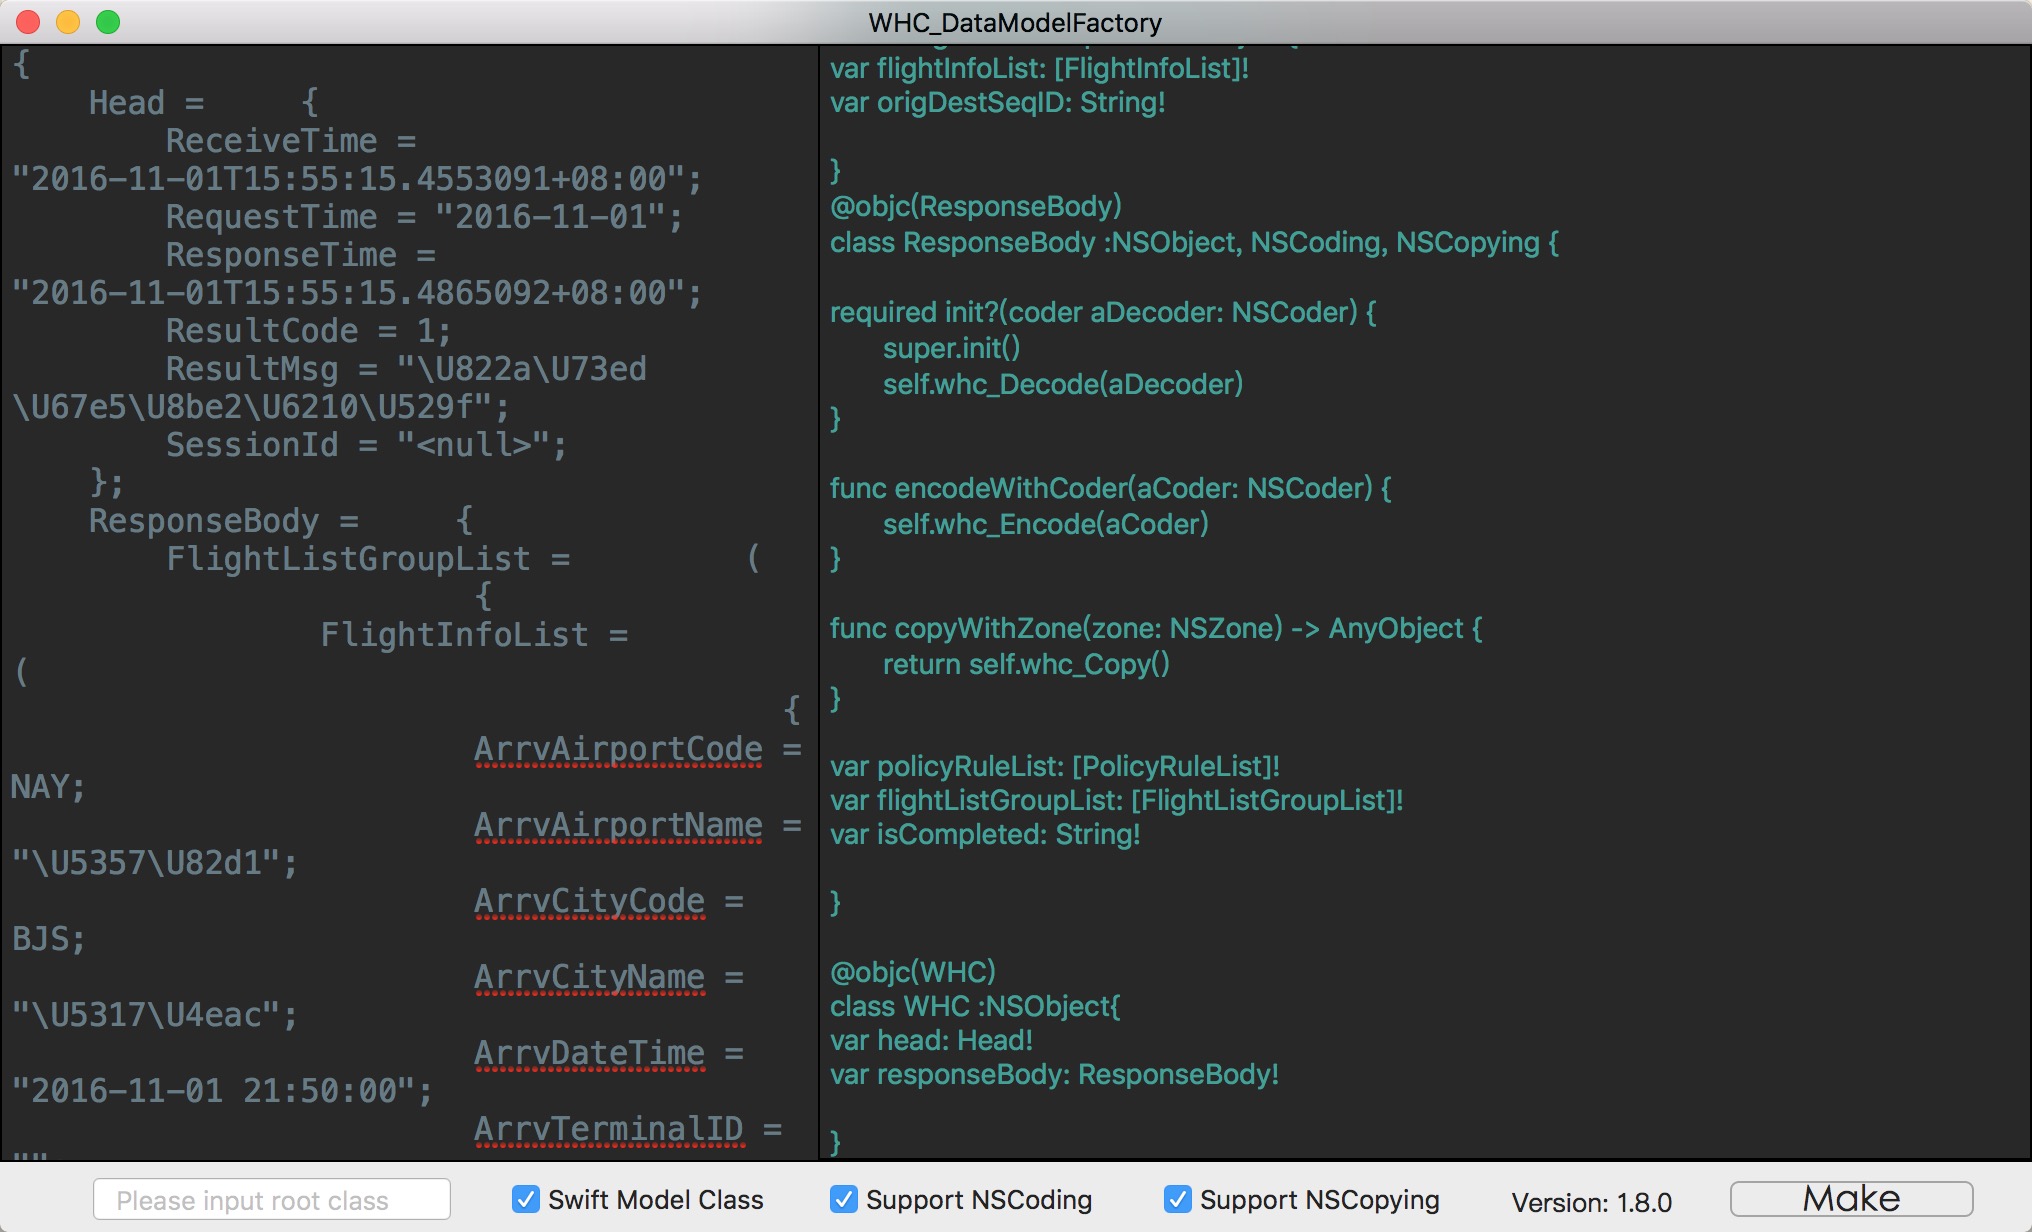 WHC_DataModelFactory
{
Head = {
ReceiveTime =
"2016-11-01T15:55:15.4553091+08:00";
RequestTime = "2016-11-01";
ResponseTime =
"2016-11-01T15:55:15.4865092+08:00";
ResultCode = 1;
ResultMsg = "\U822a\U73ed
\U67e5\U8be2\U6210\U529f";
SessionId = "<null>";
};
ResponseBody = {
FlightListGroupList = (
{
FlightInfoList =
(
{
ArrvAirportCode =
NAY;
ArrvAirportName =
"\U5357\U82d1";
ArrvCityCode =
BJS;
ArrvCityName =
"\U5317\U4eac";
ArrvDateTime =
"2016-11-01 21:50:00";
ArrvTerminalID =
var flightInfoList: [FlightInfoList]!
var origDestSeqID: String!
}
@objc(ResponseBody)
class ResponseBody :NSObject, NSCoding, NSCopying {
required init?(coder aDecoder: NSCoder) {
super.init()
self.whc_Decode(aDecoder)
}
func encodeWithCoder(aCoder: NSCoder) {
self.whc_Encode(aCoder)
}
func copyWithZone(zone: NSZone) -> AnyObject {
return self.whc_Copy()
}
var policyRuleList: [PolicyRuleList]!
var flightListGroupList: [FlightListGroupList]!
var isCompleted: String!
}
@objc(WHC)
class WHC :NSObject{
var head: Head!
var responseBody: ResponseBody!
}
Please input root class
Swift Model Class
Support NSCoding
Support NSCopying
Version: 1.8.0
Make